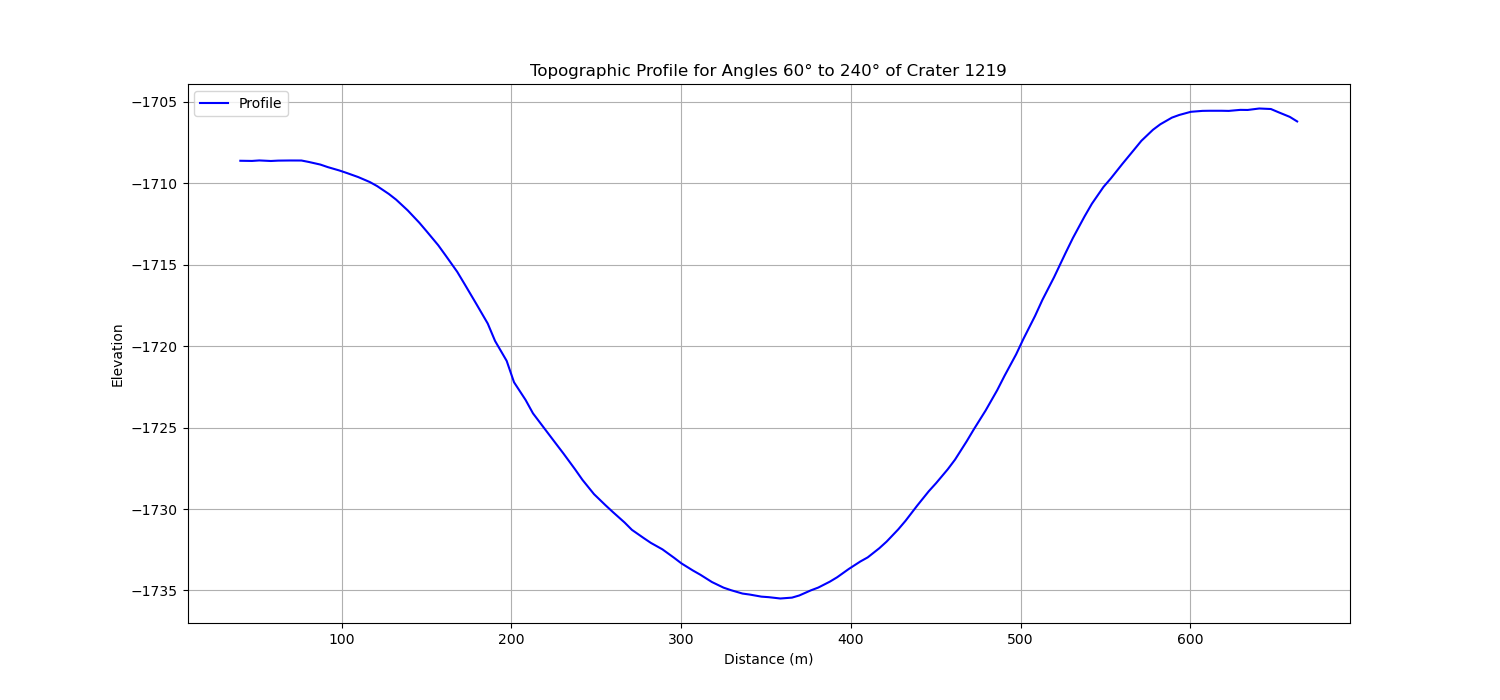 Topographic Profile for Angles 60° to 240° of Crater 1219
Profile
−1705
−1710
−1715
−1720
−1725
−1730
−1735
Elevation
100 200 300 400 500 600
Distance (m)